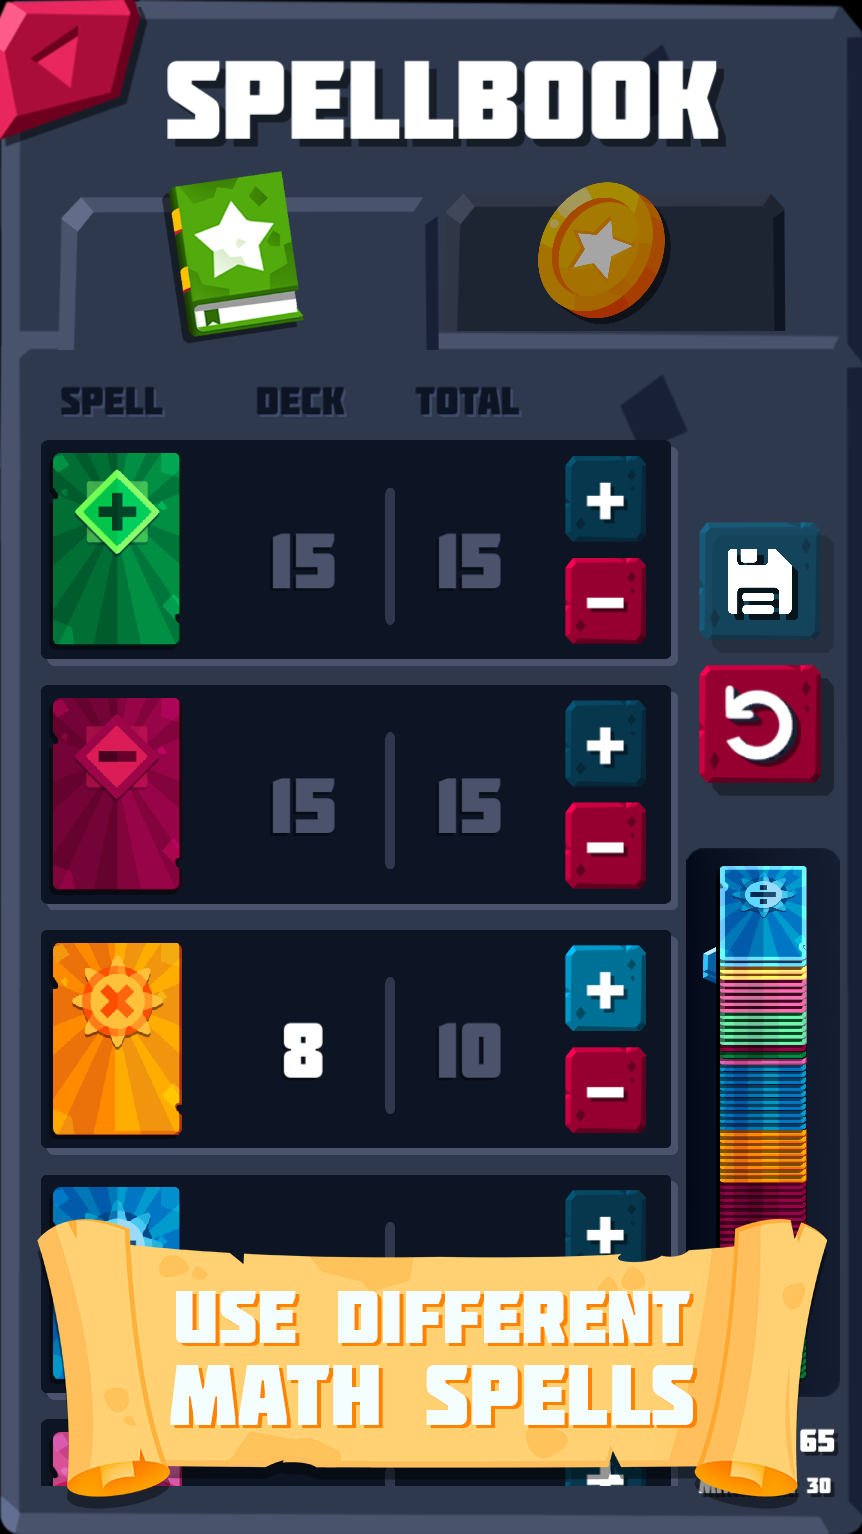 SPELLBOOK
SPELL DECK TOTAL
15 15
15 15
8 10
USE DIFFERENT
MATH SPELLS
65
30